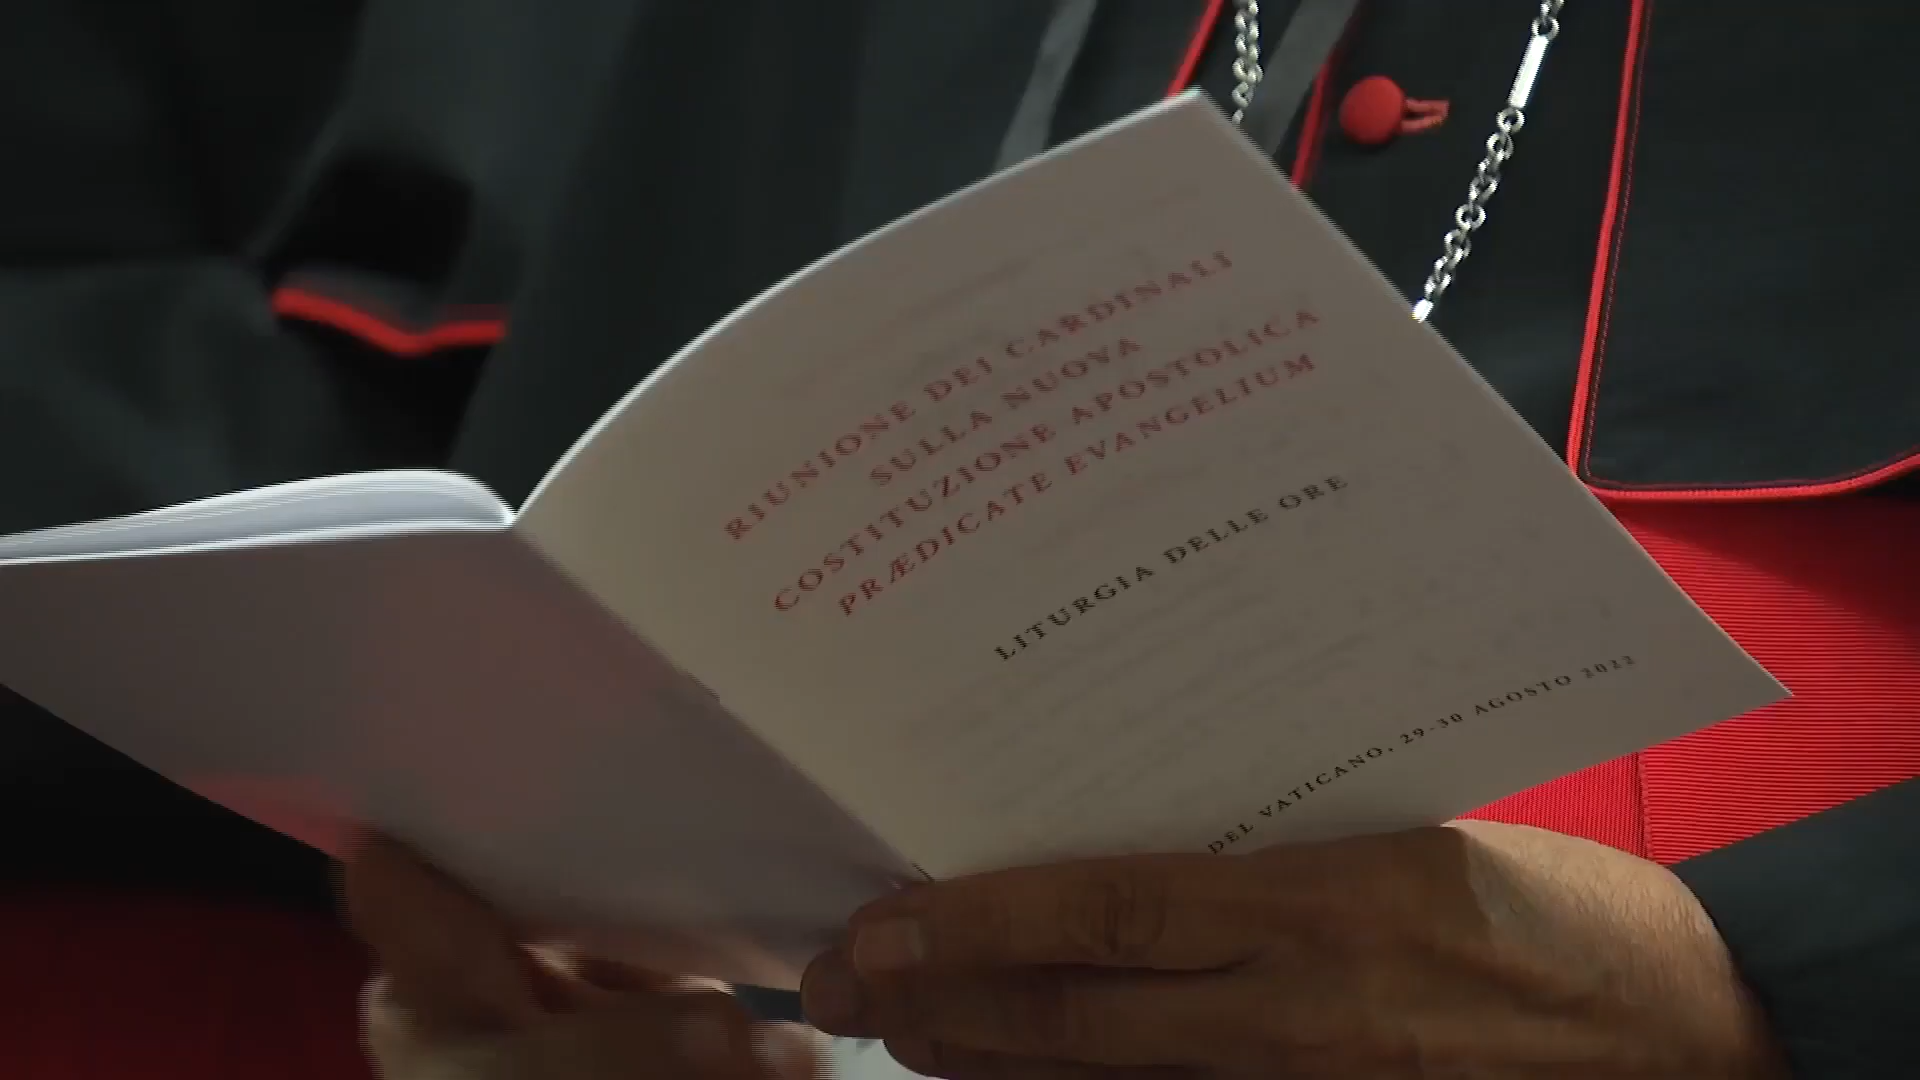 RIUNIONE DEI CARDINALI
SULLA NUOVA
COSTITUZIONE APOSTOLICA
PRÆDICATE EVANGELIUM
LITURGIA DELLE ORE
DEL VATICANO, 29-30 AGOSTO 2022